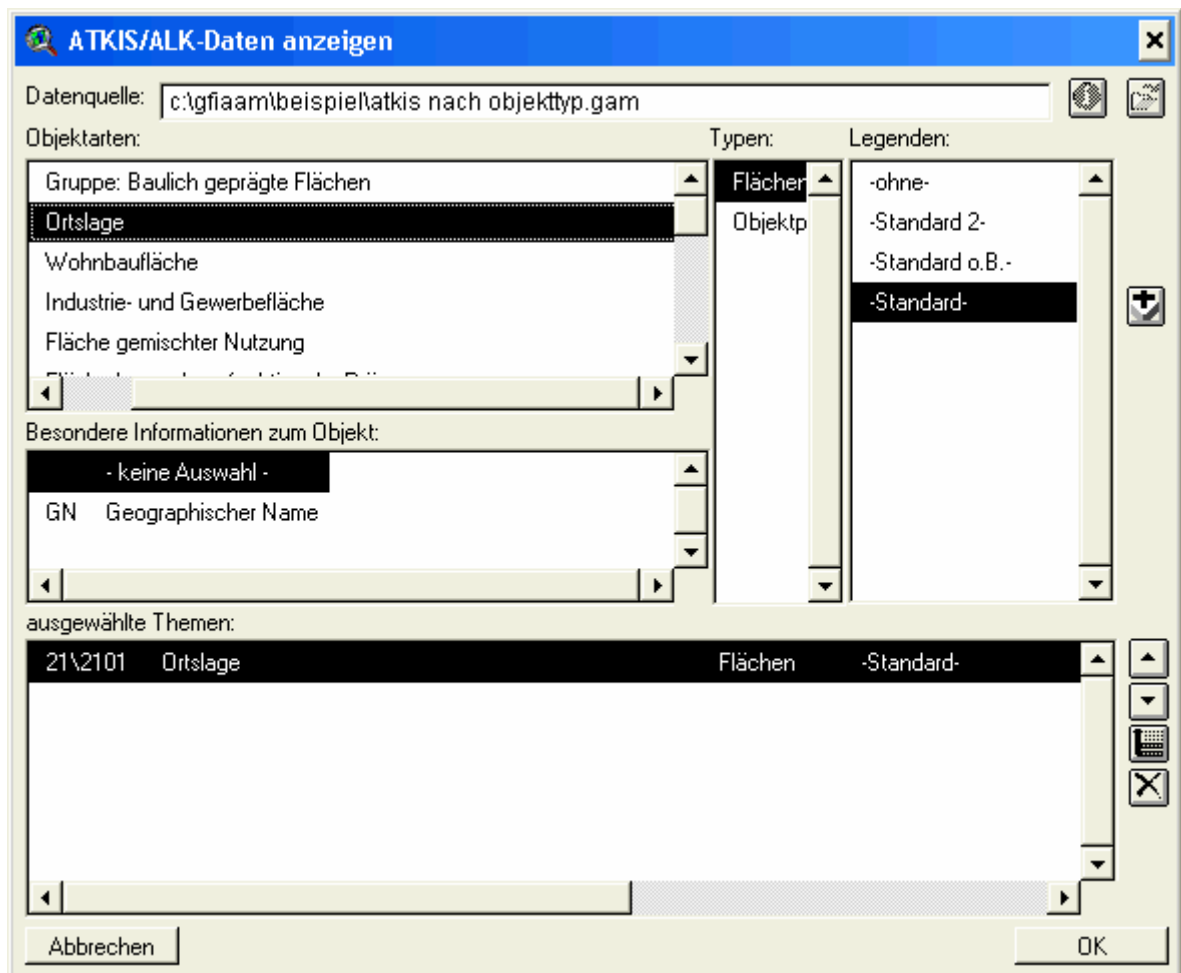 ATKIS/ALK-Daten anzeigen
Datenquelle: c:\gfiaam\beispiel\atkis nach objekttyp.gam
Objektarten:
Gruppe: Baulich geprägte Flächen
Ortslage
Wohnbaufläche
Industrie- und Gewerbefläche
Fläche gemischter Nutzung
Typen:
Flächen
Objektp
Legenden:
-ohne-
-Standard 2-
-Standard o.B.-
-Standard-
Besondere Informationen zum Objekt:
- keine Auswahl -
GN Geographischer Name
ausgewählte Themen:
21\2101 Ortslage Flächen -Standard-
Abbrechen
OK